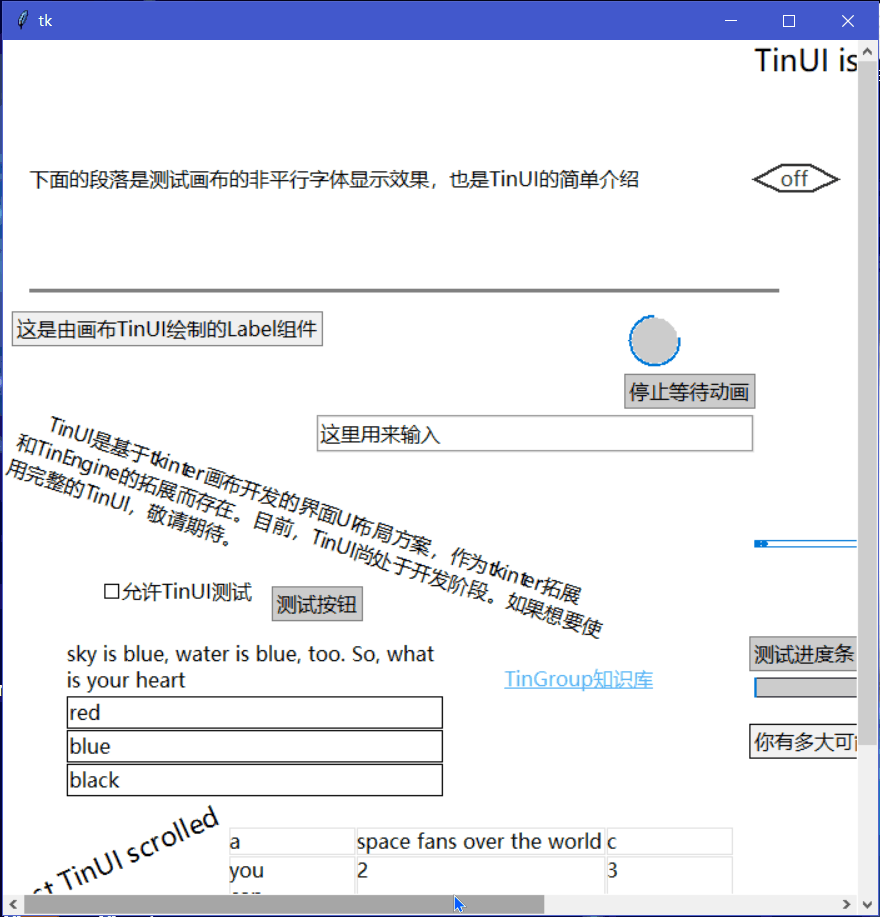 tk
TinUI is
下面的段落是测试画布的非平行字体显示效果，也是TinUI的简单介绍
off
这是由画布TinUI绘制的Label组件
停止等待动画
这里用来输入
TinUI是基于tkinter画布开发的界面UI布局方案，作为tkinter拓展
和TinEngine的拓展而存在。目前，TinUI尚处于开发阶段。如果想要使
用完整的TinUI，敬请期待。
允许TinUI测试
测试按钮
sky is blue, water is blue, too. So, what
is your heart
TinGroup知识库
测试进度条
red
blue
black
你有多大可
st TinUI scrolled
a space fans over the world c
you 2 3